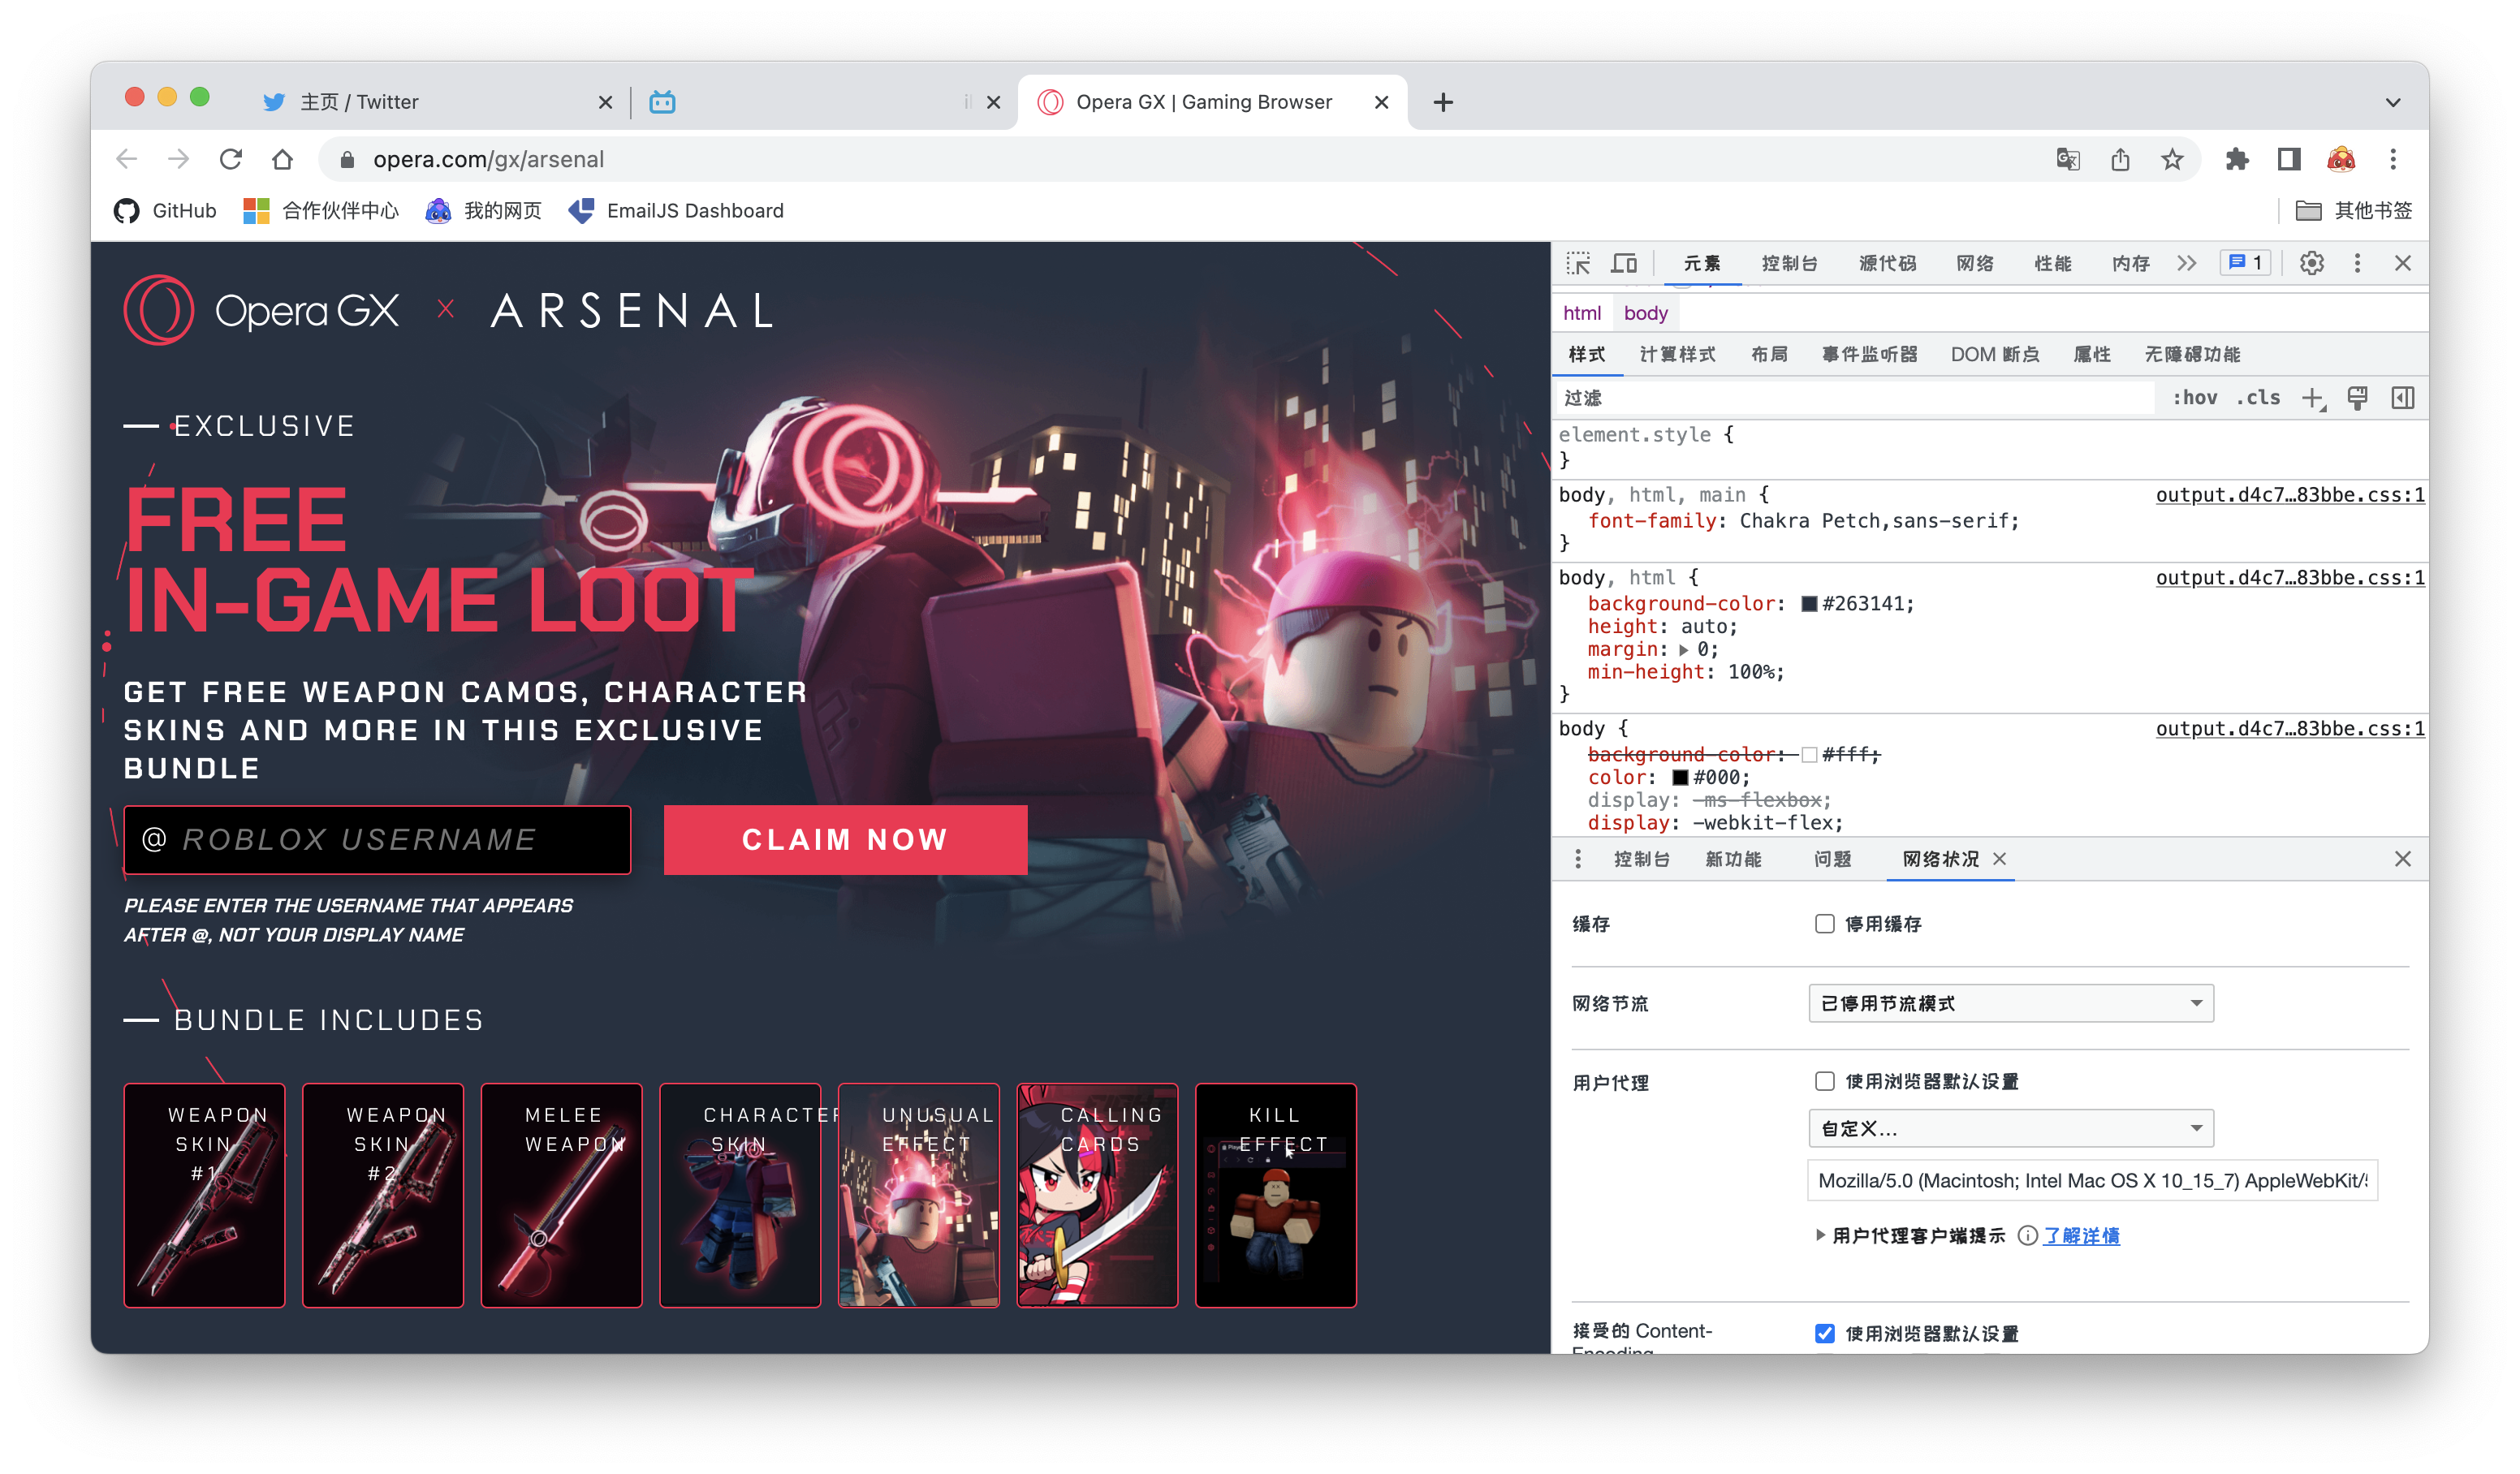 主页 / Twitter
Opera GX | Gaming Browser
opera.com/gx/arsenal
GitHub
合作伙伴中心
我的网页
EmailJS Dashboard
其他书签
Opera GX X ARSENAL
EXCLUSIVE
FREE
IN-GAME LOOT
GET FREE WEAPON CAMOS, CHARACTER
SKINS AND MORE IN THIS EXCLUSIVE
BUNDLE
@ ROBLOX USERNAME
CLAIM NOW
PLEASE ENTER THE USERNAME THAT APPEARS
AFTER @, NOT YOUR DISPLAY NAME
BUNDLE INCLUDES
WEAPON
SKIN
#1
WEAPON
SKIN
#2
MELEE
WEAPON
CHARACTER
SKIN
UNUSUAL
EFFECT
CALLING
CARDS
KILL
EFFECT
元素 控制台 源代码 网络 性能 内存 1
html body
样式 计算样式 布局 事件监听器 DOM 断点 属性 无障碍功能
过滤 :hov .cls
element.style {
}
body, html, main { output.d4c7…83bbe.css:1
font-family: Chakra Petch,sans-serif;
}
body, html { output.d4c7…83bbe.css:1
background-color: #263141;
height: auto;
margin: 0;
min-height: 100%;
}
body { output.d4c7…83bbe.css:1
background-color: #fff;
color: #000;
display: -ms-flexbox;
display: -webkit-flex;
控制台 新功能 问题 网络状况
缓存 停用缓存
网络节流 已停用节流模式
用户代理 使用浏览器默认设置
自定义...
Mozilla/5.0 (Macintosh; Intel Mac OS X 10_15_7) AppleWebKit/
用户代理客户端提示 了解详情
接受的 Content- 使用浏览器默认设置
Encoding